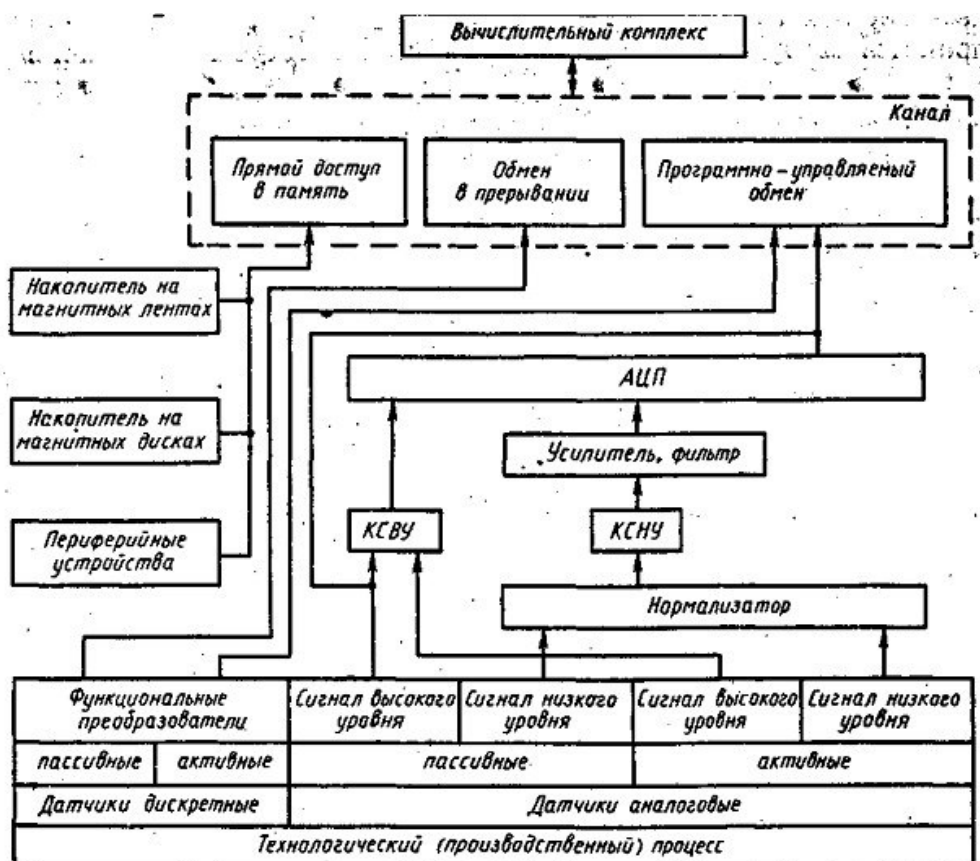 Вычислительный комплекс
Канал
Прямой доступ
в память
Обмен
в прерывании
Программно-управляемый
обмен
Накопитель на
магнитных лентах
АЦП
Накопитель на
магнитных дисках
Усилитель, фильтр
КСВУ
КСНУ
Периферийные
устройства
Нормализатор
Функциональные
преобразователи
Сигнал высокого
уровня
Сигнал низкого
уровня
Сигнал высокого
уровня
Сигнал низкого
уровня
пассивные
активные
пассивные
активные
Датчики дискретные
Датчики аналоговые
Технологический (производственный) процесс